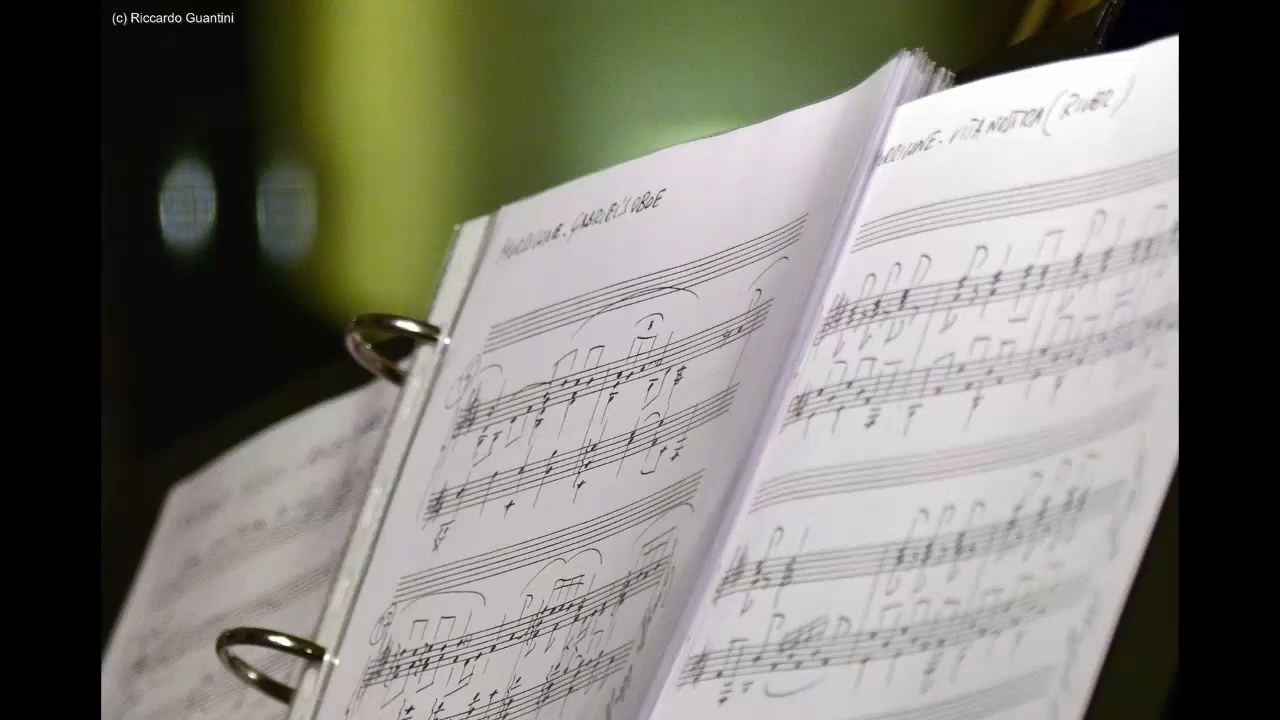 (c) Riccardo Guantini
MORRICONE - GABRIEL'S OBOE
MORRICONE - VITA NOSTRA (RIVER)